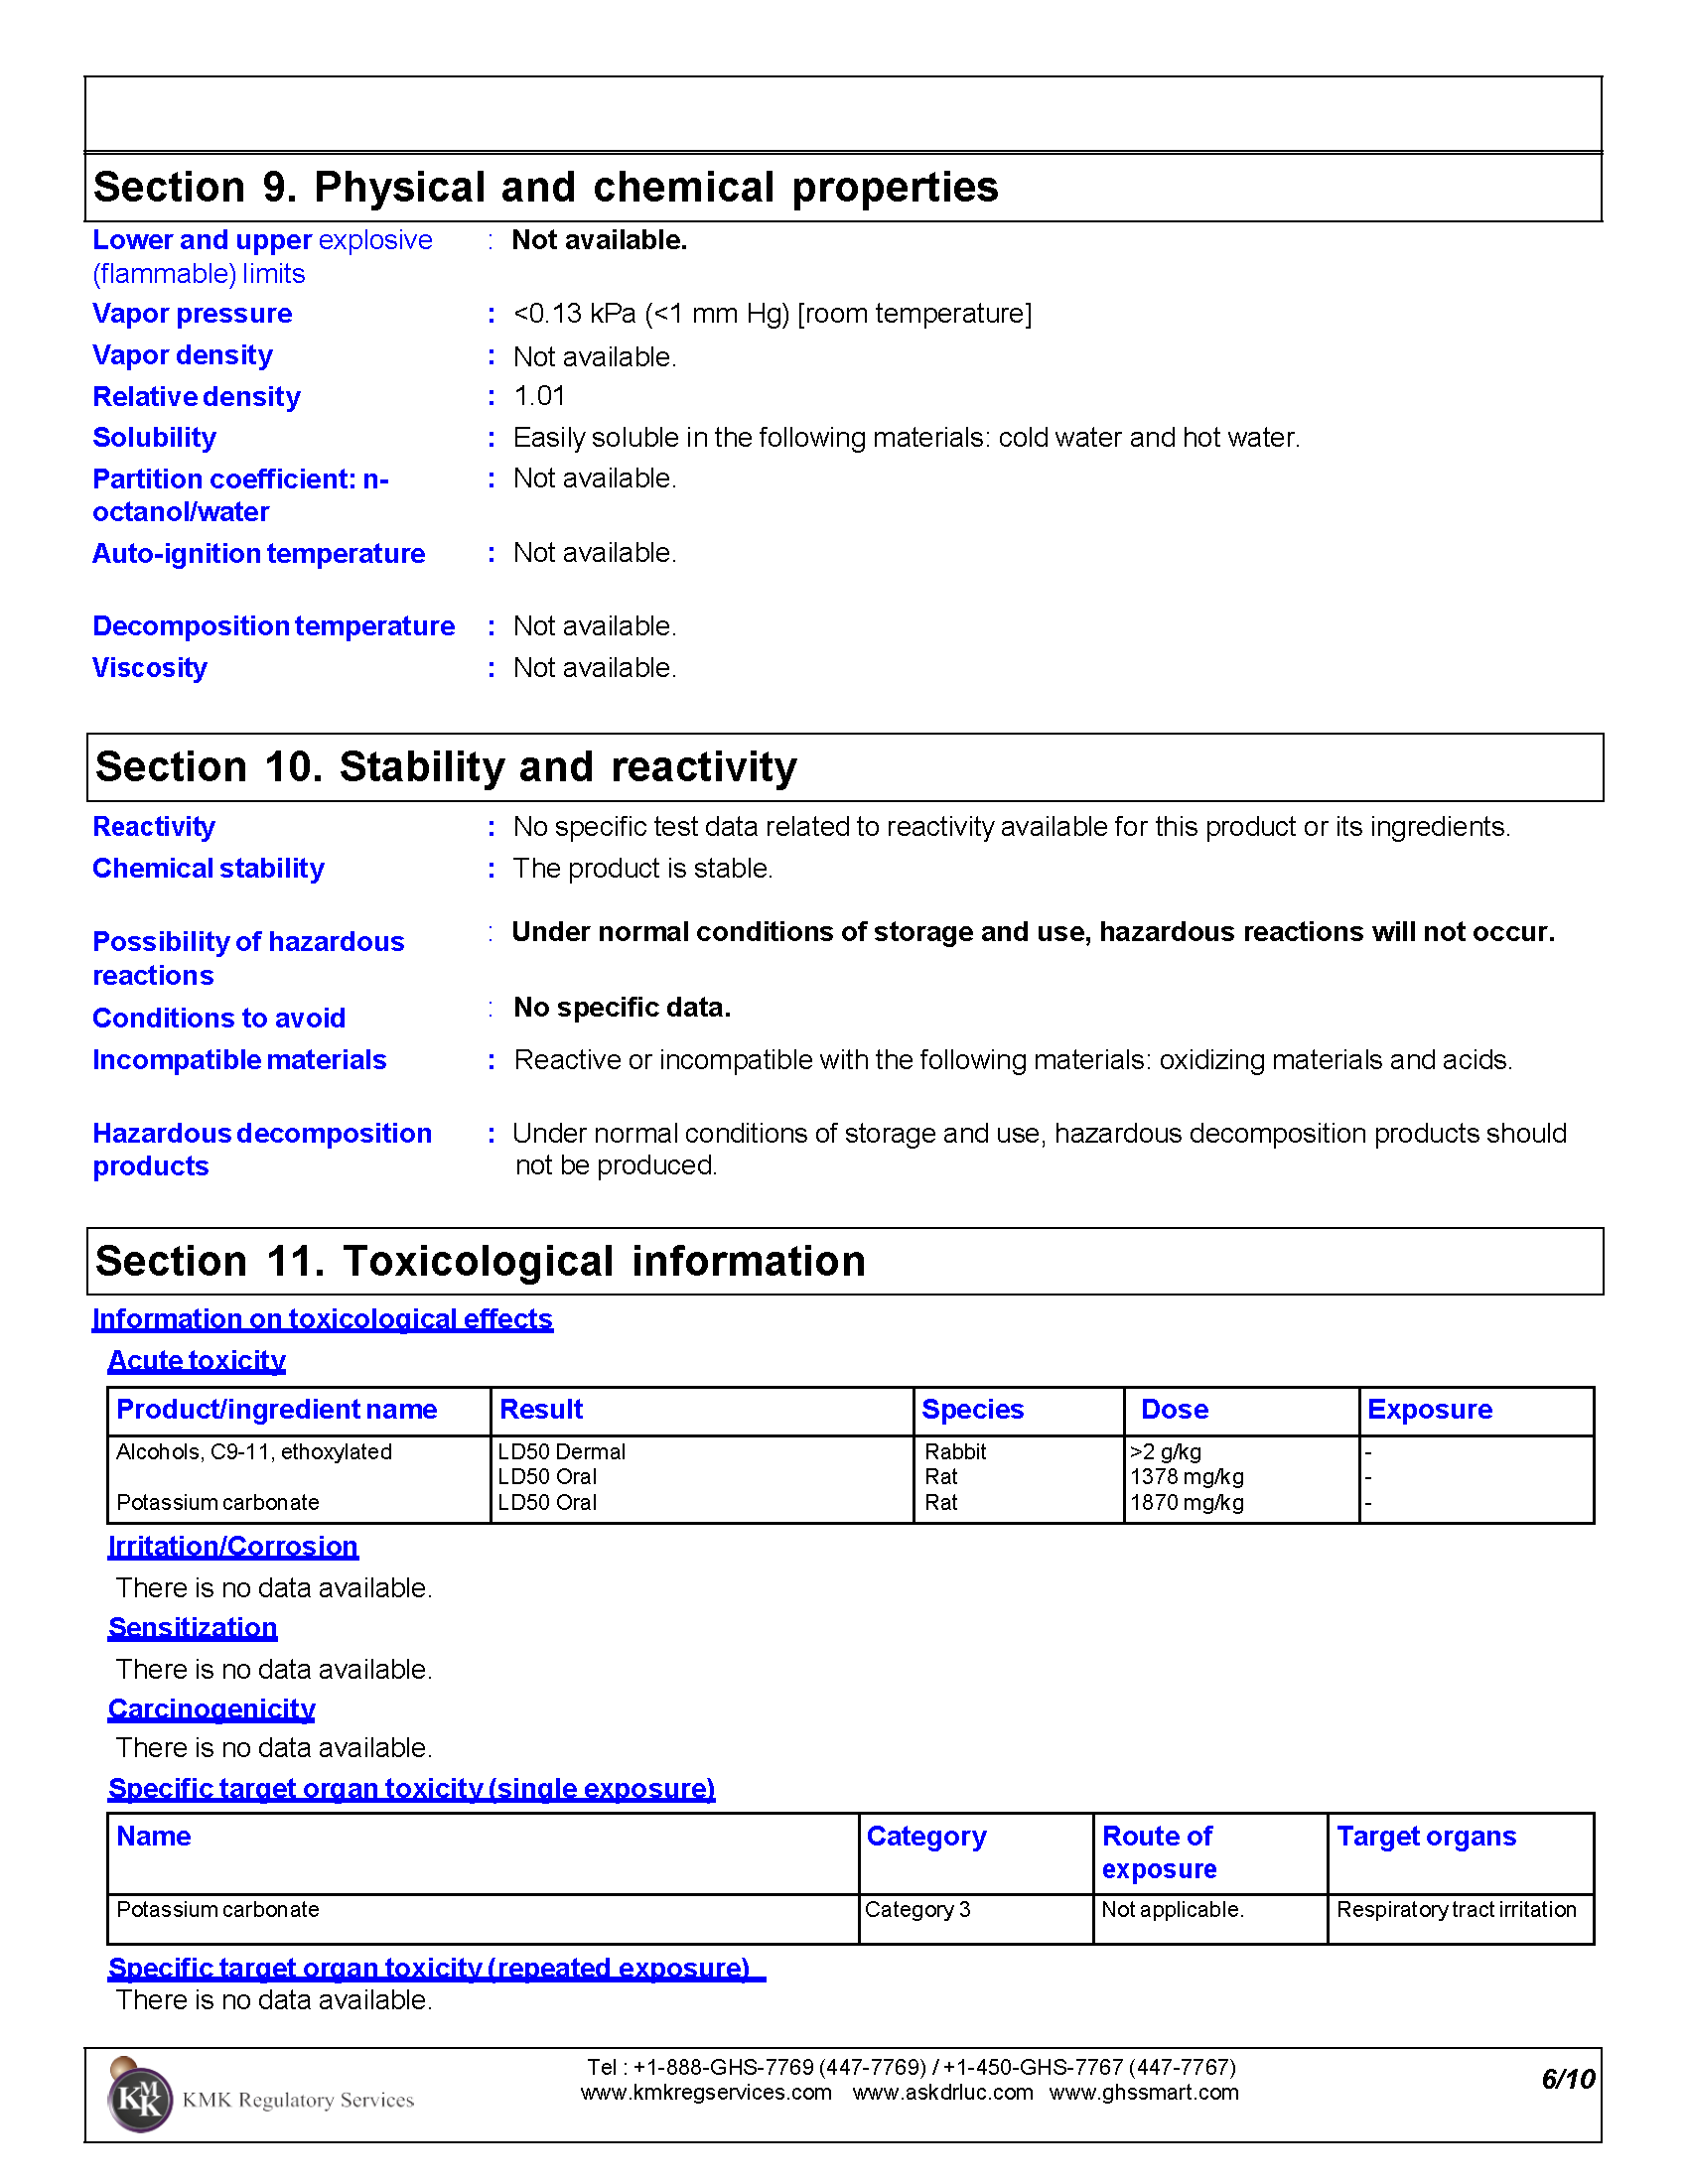 Section 9. Physical and chemical properties
Lower and upper explosive : Not available.
(flammable) limits
Vapor pressure : <0.13 kPa (<1 mm Hg) [room temperature]
Vapor density : Not available.
Relative density : 1.01
Solubility : Easily soluble in the following materials: cold water and hot water.
Partition coefficient: n- : Not available.
octanol/water
Auto-ignition temperature : Not available.
Decomposition temperature : Not available.
Viscosity : Not available.
Section 10. Stability and reactivity
Reactivity : No specific test data related to reactivity available for this product or its ingredients.
Chemical stability : The product is stable.
Possibility of hazardous : Under normal conditions of storage and use, hazardous reactions will not occur.
reactions
Conditions to avoid : No specific data.
Incompatible materials : Reactive or incompatible with the following materials: oxidizing materials and acids.
Hazardous decomposition : Under normal conditions of storage and use, hazardous decomposition products should
products not be produced.
Section 11. Toxicological information
Information on toxicological effects
Acute toxicity
Product/ingredient name Result Species Dose Exposure
Alcohols, C9-11, ethoxylated LD50 Dermal Rabbit >2 g/kg -
LD50 Oral Rat 1378 mg/kg -
Potassium carbonate LD50 Oral Rat 1870 mg/kg -
Irritation/Corrosion
There is no data available.
Sensitization
There is no data available.
Carcinogenicity
There is no data available.
Specific target organ toxicity (single exposure)
Name Category Route of Target organs
exposure
Potassium carbonate Category 3 Not applicable. Respiratory tract irritation
Specific target organ toxicity (repeated exposure)
There is no data available.
Tel : +1-888-GHS-7769 (447-7769) / +1-450-GHS-7767 (447-7767)
www.kmkregservices.com www.askdrluc.com www.ghssmart.com
6/10
KMK
KMK Regulatory Services